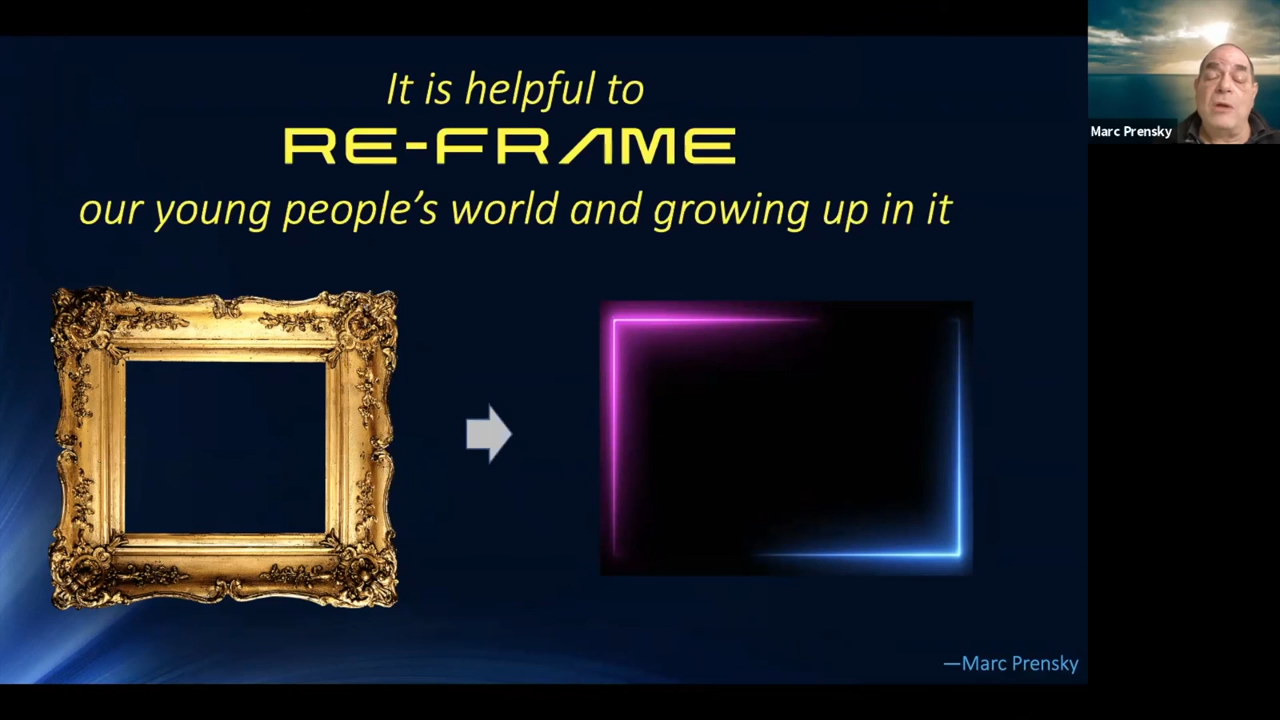 It is helpful to
RE-FRAME
our young people’s world and growing up in it
—Marc Prensky
Marc Prensky